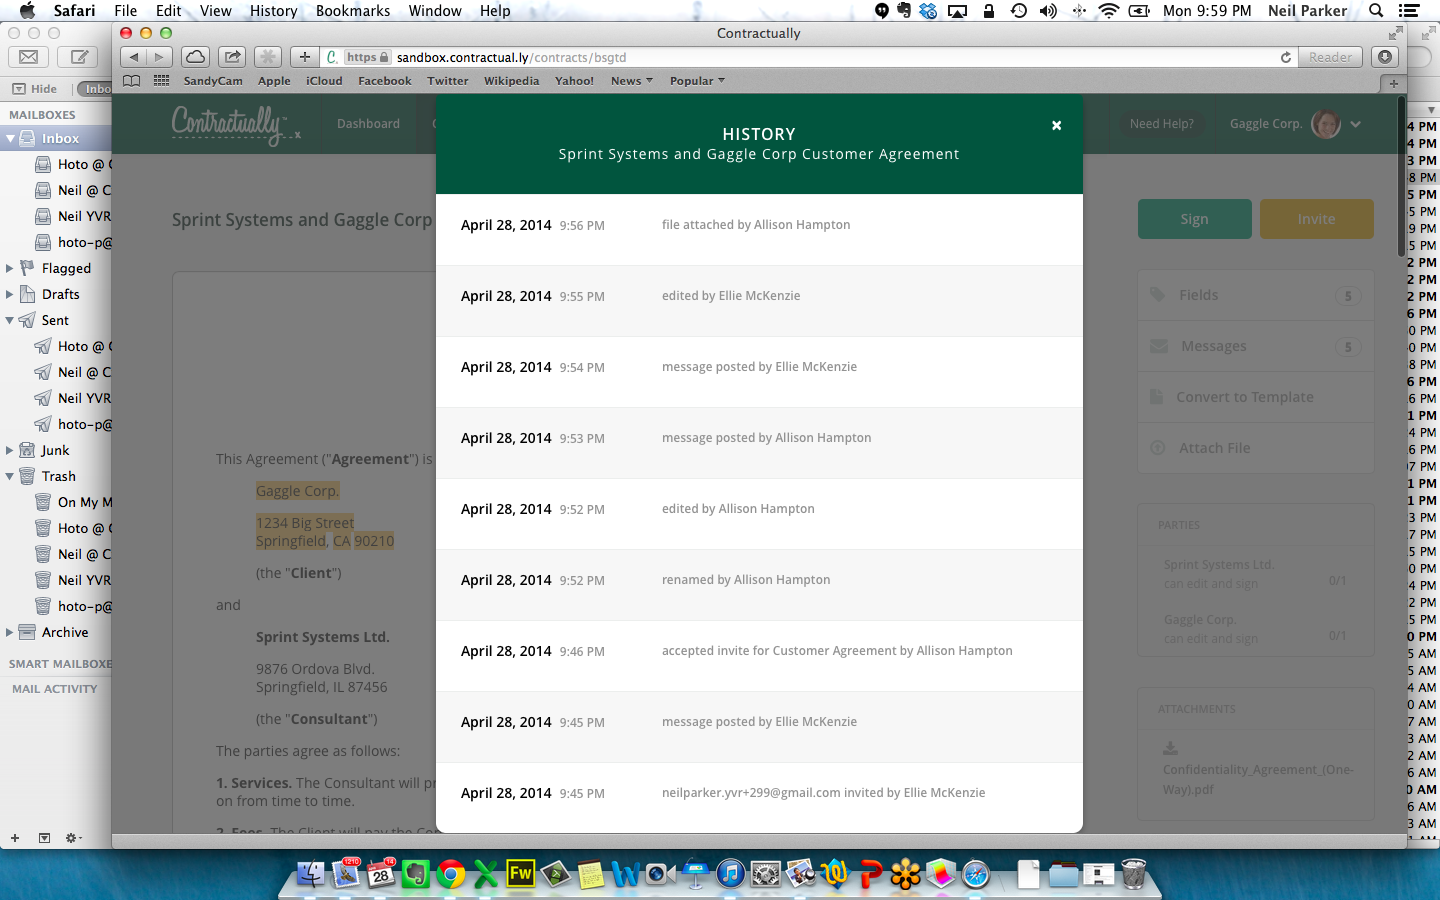 Safari File Edit View History Bookmarks Window Help
Mon 9:59 PM Neil Parker
Contractually
https sandbox.contractual.ly/contracts/bsgtd
Reader
SandyCam Apple iCloud Facebook Twitter Wikipedia Yahoo! News Popular
Hide
MAILBOXES
Inbox
Hoto @
Neil @
Neil YVR
hoto-p@
Flagged
Drafts
Sent
Hoto @
Neil @
Neil YVR
hoto-p@
Junk
Trash
On My
Hoto @
Neil @
Neil YVR
hoto-p@
Archive
SMART MAILBOXE
MAIL ACTIVITY
Contractually
Dashboard
Need Help?
Gaggle Corp.
Sprint Systems and Gaggle Corp
This Agreement ("Agreement") is
Gaggle Corp.
1234 Big Street
Springfield, CA 90210
(the "Client")
and
Sprint Systems Ltd.
9876 Ordova Blvd.
Springfield, IL 87456
(the "Consultant")
The parties agree as follows:
1. Services. The Consultant will
on from time to time.
2. Fees. The Client will pay the
HISTORY
Sprint Systems and Gaggle Corp Customer Agreement
April 28, 2014 9:56 PM file attached by Allison Hampton
April 28, 2014 9:55 PM edited by Ellie McKenzie
April 28, 2014 9:54 PM message posted by Ellie McKenzie
April 28, 2014 9:53 PM message posted by Allison Hampton
April 28, 2014 9:52 PM edited by Allison Hampton
April 28, 2014 9:52 PM renamed by Allison Hampton
April 28, 2014 9:46 PM accepted invite for Customer Agreement by Allison Hampton
April 28, 2014 9:45 PM message posted by Ellie McKenzie
April 28, 2014 9:45 PM neilparker.yvr+299@gmail.com invited by Ellie McKenzie
Sign
Invite
Fields 5
Messages 5
Convert to Template
Attach File
PARTIES
Sprint Systems Ltd.
can edit and sign 0/1
Gaggle Corp.
can edit and sign 0/1
ATTACHMENTS
Confidentiality_Agreement_(One-
Way).pdf
1210
14
28
Fw